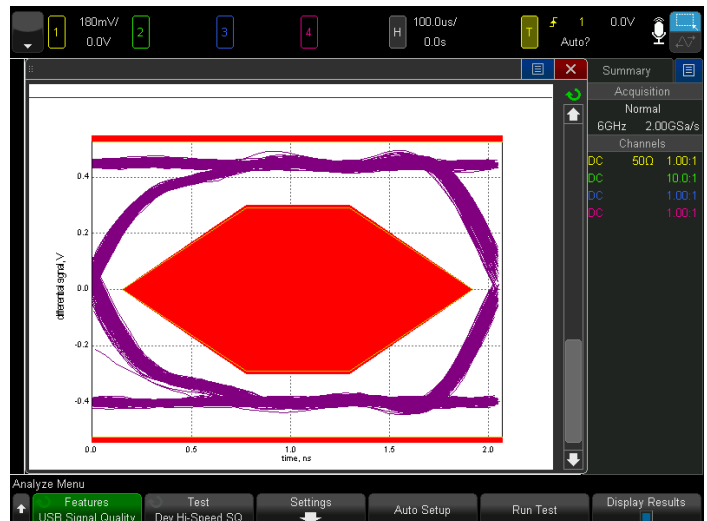 1 180mV/ 2 3 4 H 100.0us/ T 1 0.0V
0.0V 0.0s Auto?
Summary
Acquisition
Normal
6GHz 2.00GSa/s
Channels
DC 50Ω 1.00:1
DC 10.0:1
DC 1.00:1
DC 1.00:1
0.4
0.2
0.0
-0.2
-0.4
differential signal, V
0.0 0.5 1.0 1.5 2.0
time, ns
Analyze Menu
Features Test Settings Auto Setup Run Test Display Results
USB Signal Quality Dev Hi-Speed SQ